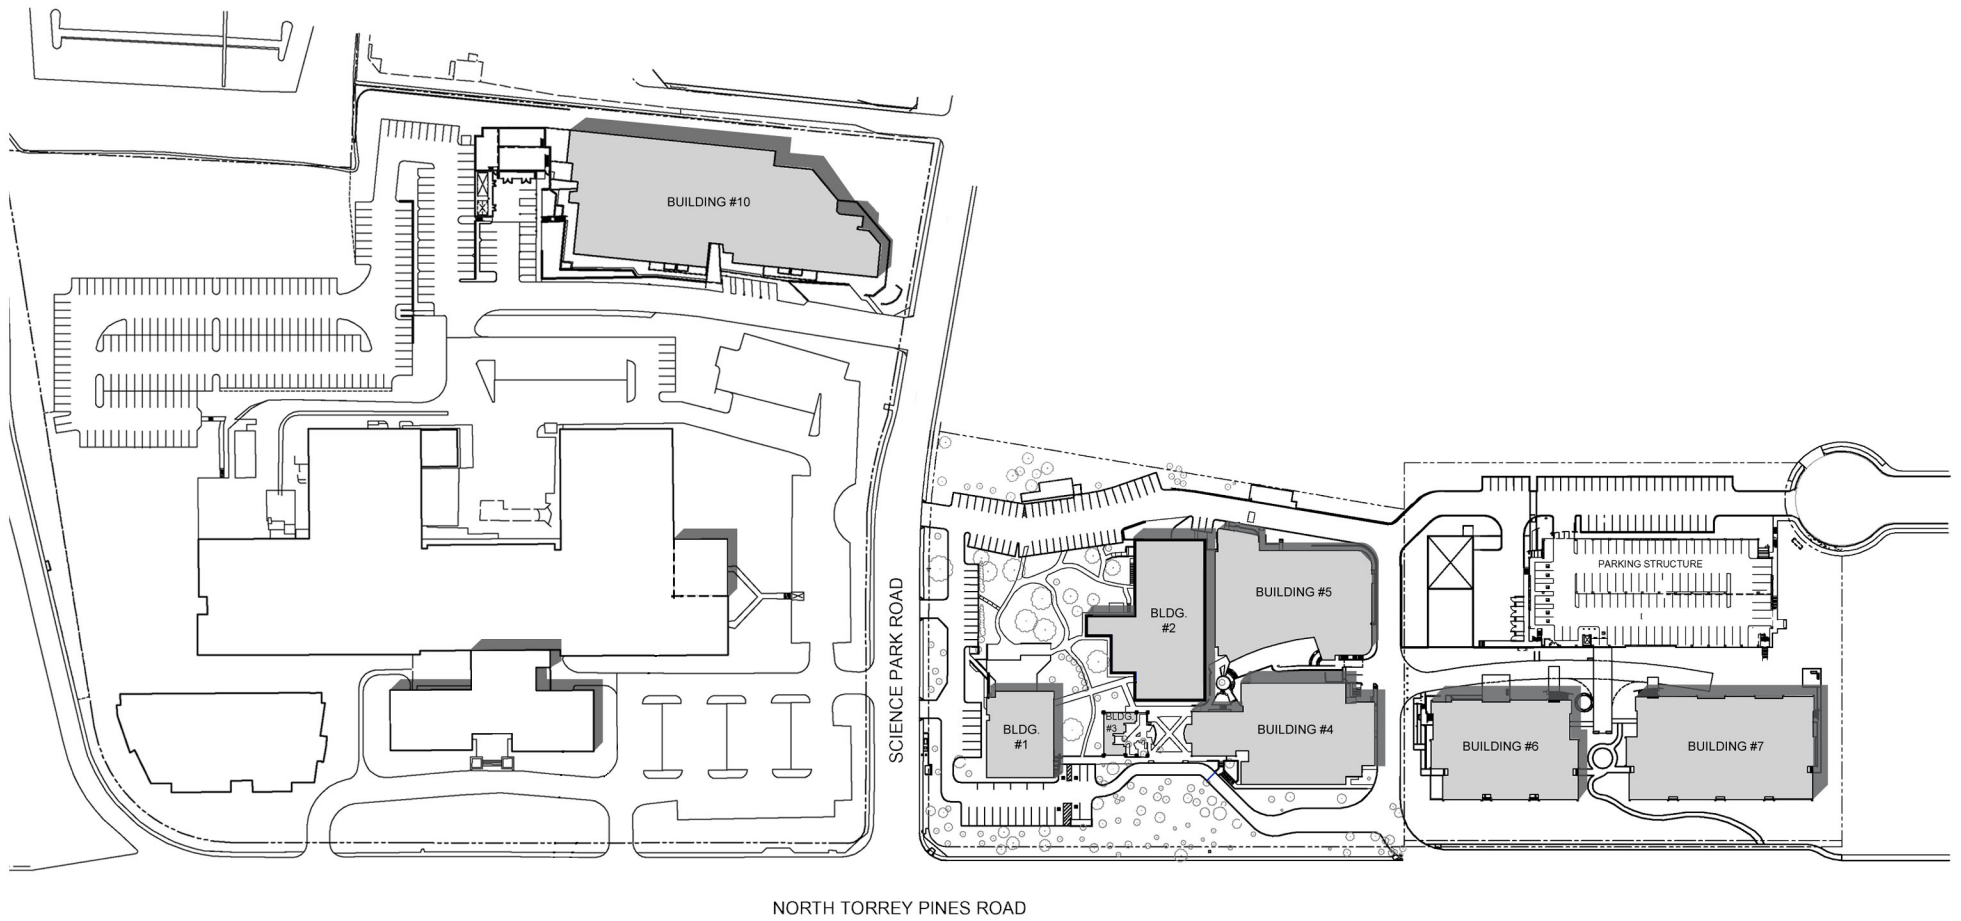 BUILDING #10
PARKING STRUCTURE
BUILDING #5
BLDG.
#2
SCIENCE PARK ROAD
BLDG.
#1
BLDG.
#3
BUILDING #4
BUILDING #6
BUILDING #7
NORTH TORREY PINES ROAD